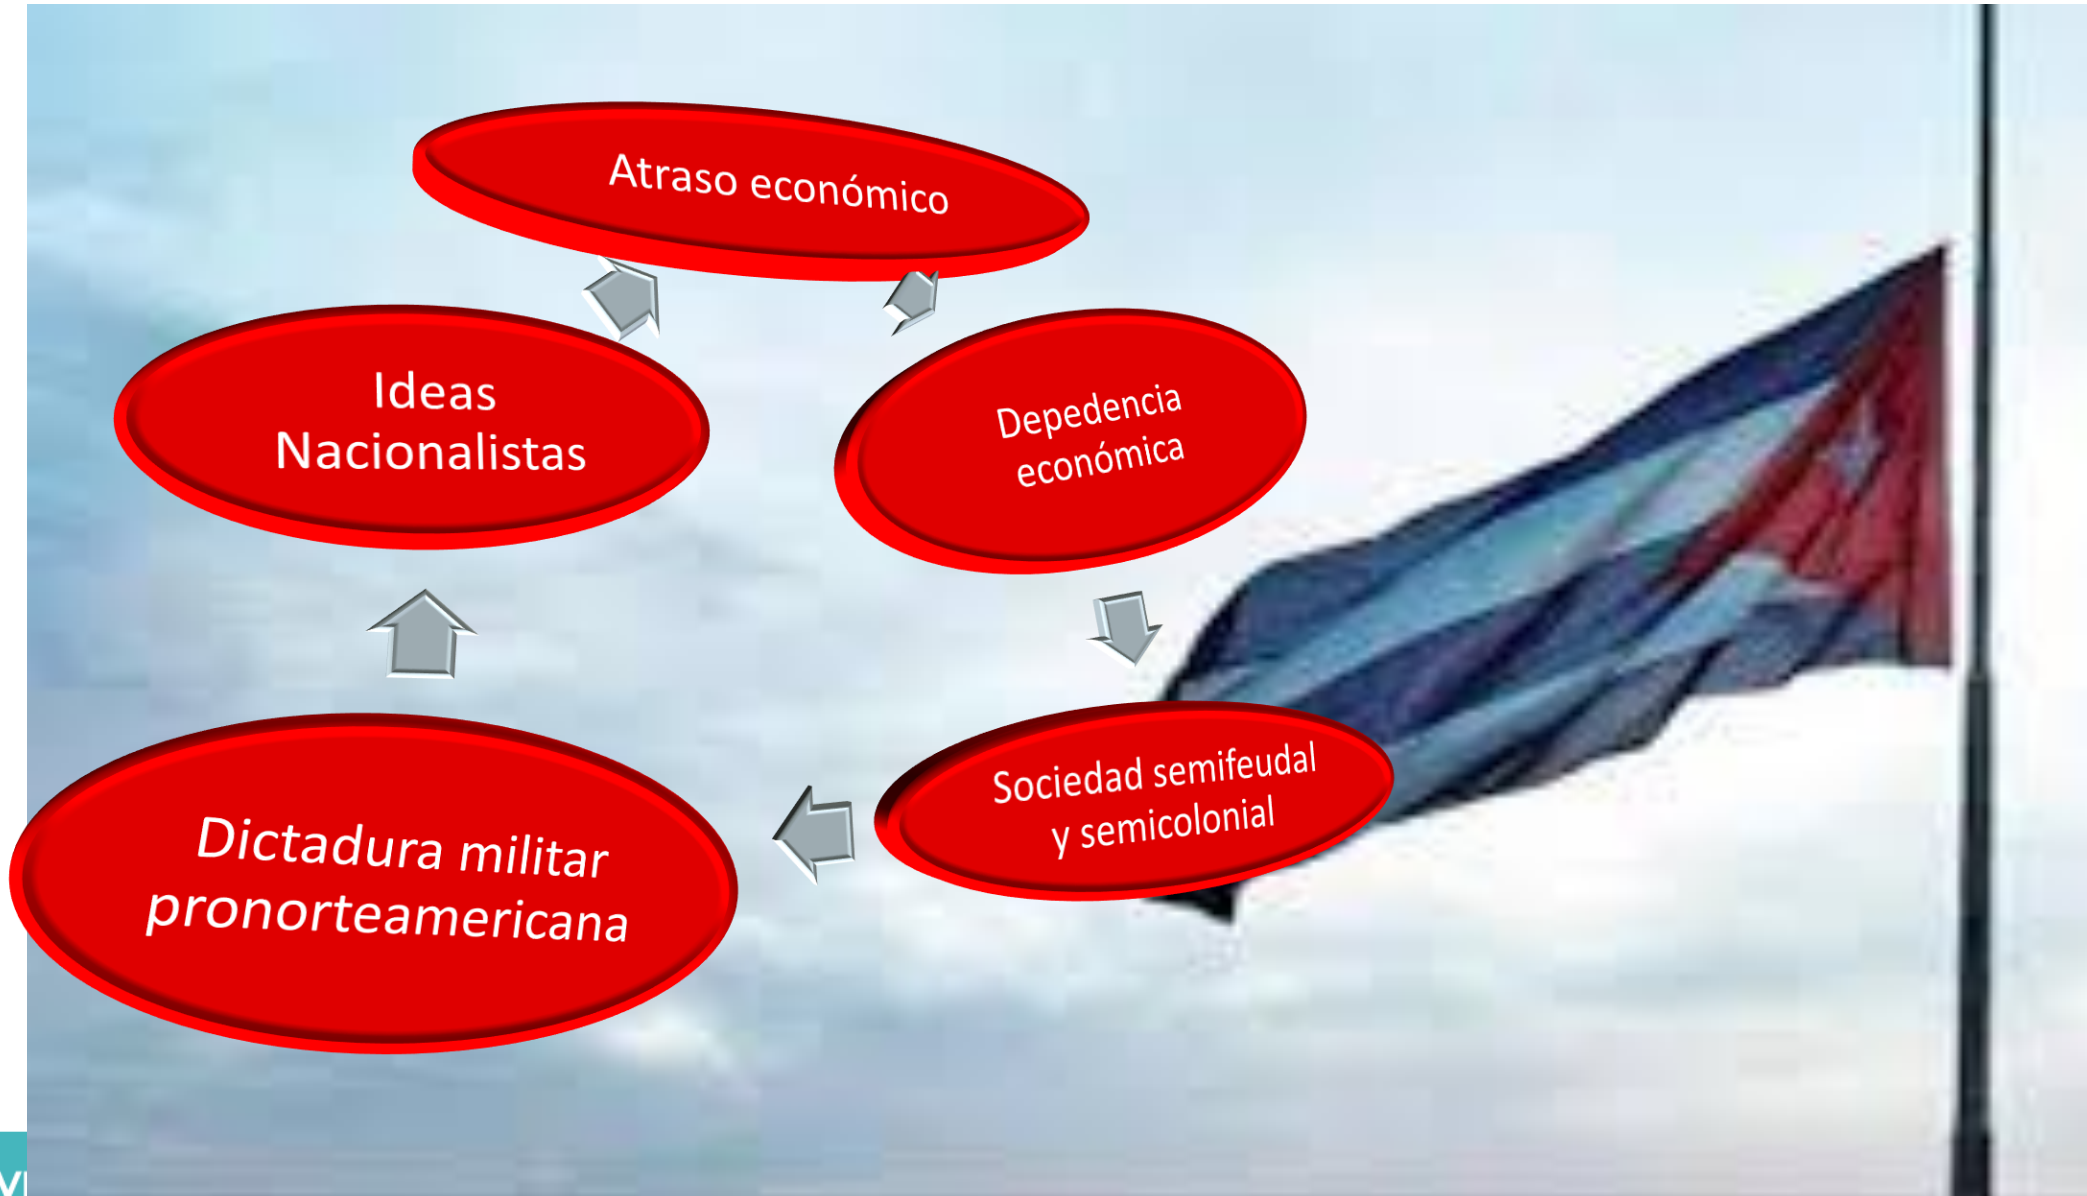 Atraso económico
Depedencia
económica
Sociedad semifeudal
y semicolonial
Dictadura militar
pronorteamericana
Ideas
Nacionalistas